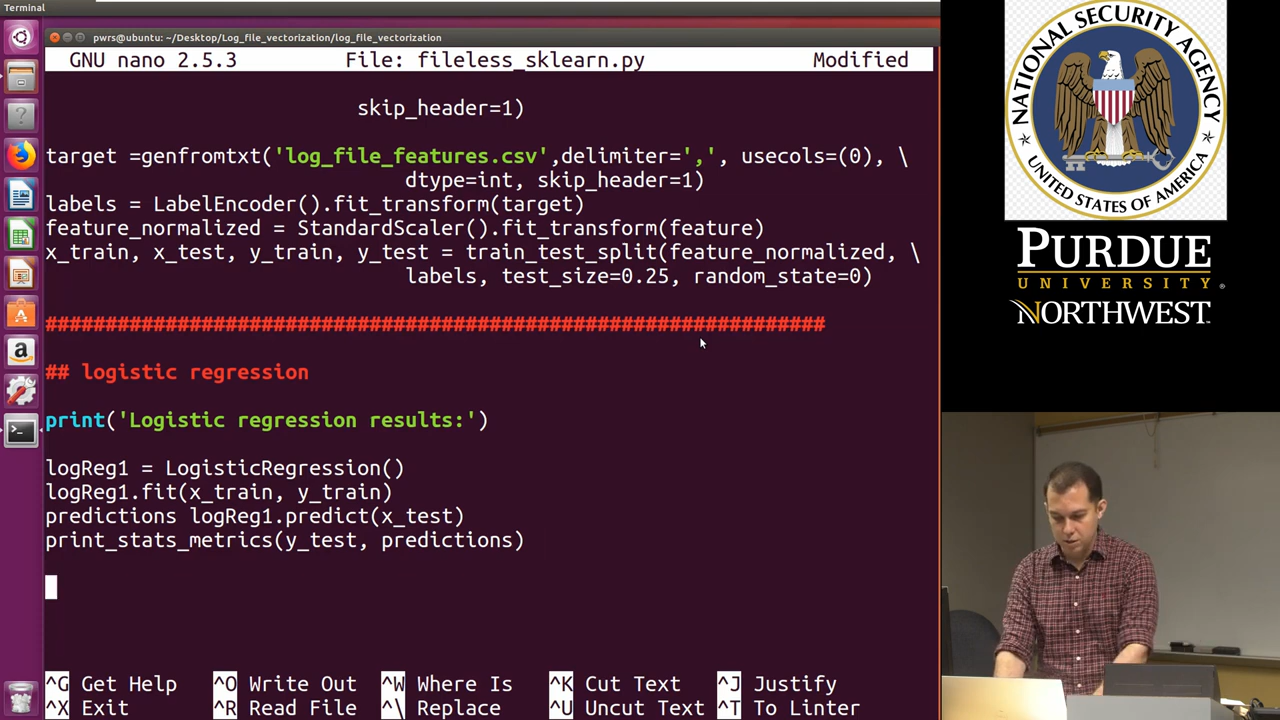 Terminal
pwrs@ubuntu: ~/Desktop/Log_file_vectorization/log_file_vectorization
GNU nano 2.5.3 File: fileless_sklearn.py Modified
skip_header=1)
target =genfromtxt('log_file_features.csv',delimiter=',', usecols=(0), \
dtype=int, skip_header=1)
labels = LabelEncoder().fit_transform(target)
feature_normalized = StandardScaler().fit_transform(feature)
x_train, x_test, y_train, y_test = train_test_split(feature_normalized, \
labels, test_size=0.25, random_state=0)
#################################################################
## logistic regression
print('Logistic regression results:')
logReg1 = LogisticRegression()
logReg1.fit(x_train, y_train)
predictions logReg1.predict(x_test)
print_stats_metrics(y_test, predictions)
^G Get Help ^O Write Out ^W Where Is ^K Cut Text ^J Justify
^X Exit ^R Read File ^\ Replace ^U Uncut Text ^T To Linter
NATIONAL SECURITY AGENCY
UNITED STATES OF AMERICA
PURDUE
UNIVERSITY®
NORTHWEST